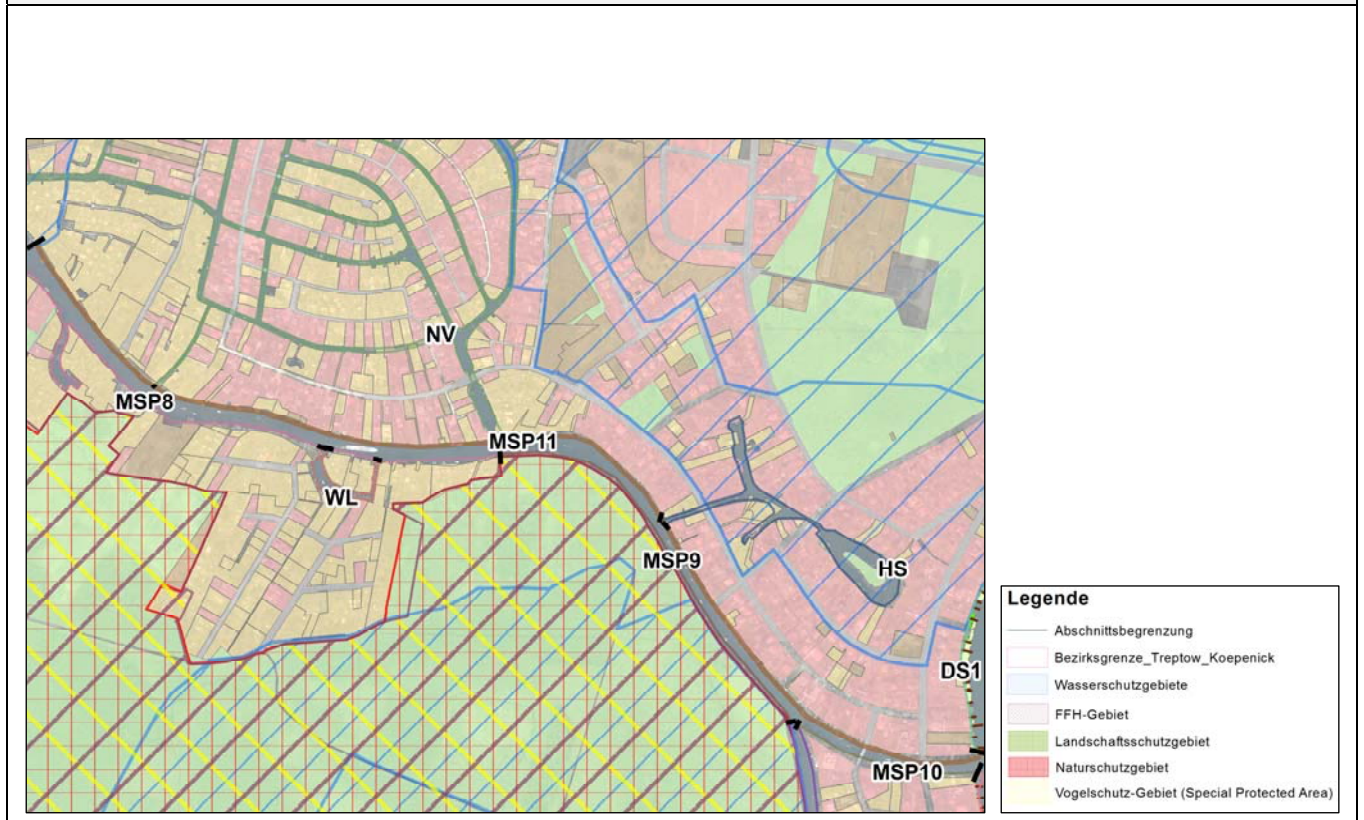 NV
MSP8
MSP11
WL
MSP9
HS
DS1
MSP10
Legende
Abschnittsbegrenzung
Bezirksgrenze_Treptow_Koepenick
Wasserschutzgebiete
FFH-Gebiet
Landschaftsschutzgebiet
Naturschutzgebiet
Vogelschutz-Gebiet (Special Protected Area)